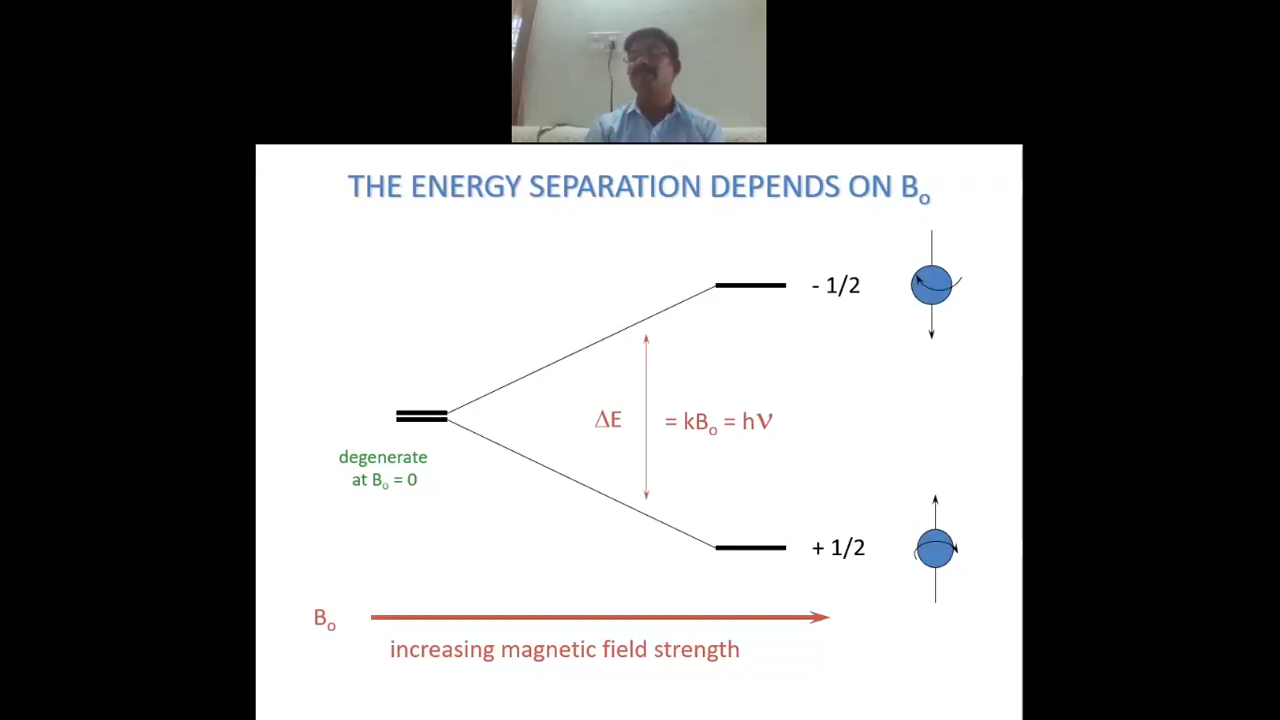 THE ENERGY SEPARATION DEPENDS ON Bo
- 1/2
ΔE = kBo = hν
degenerate
at Bo = 0
+ 1/2
Bo
increasing magnetic field strength